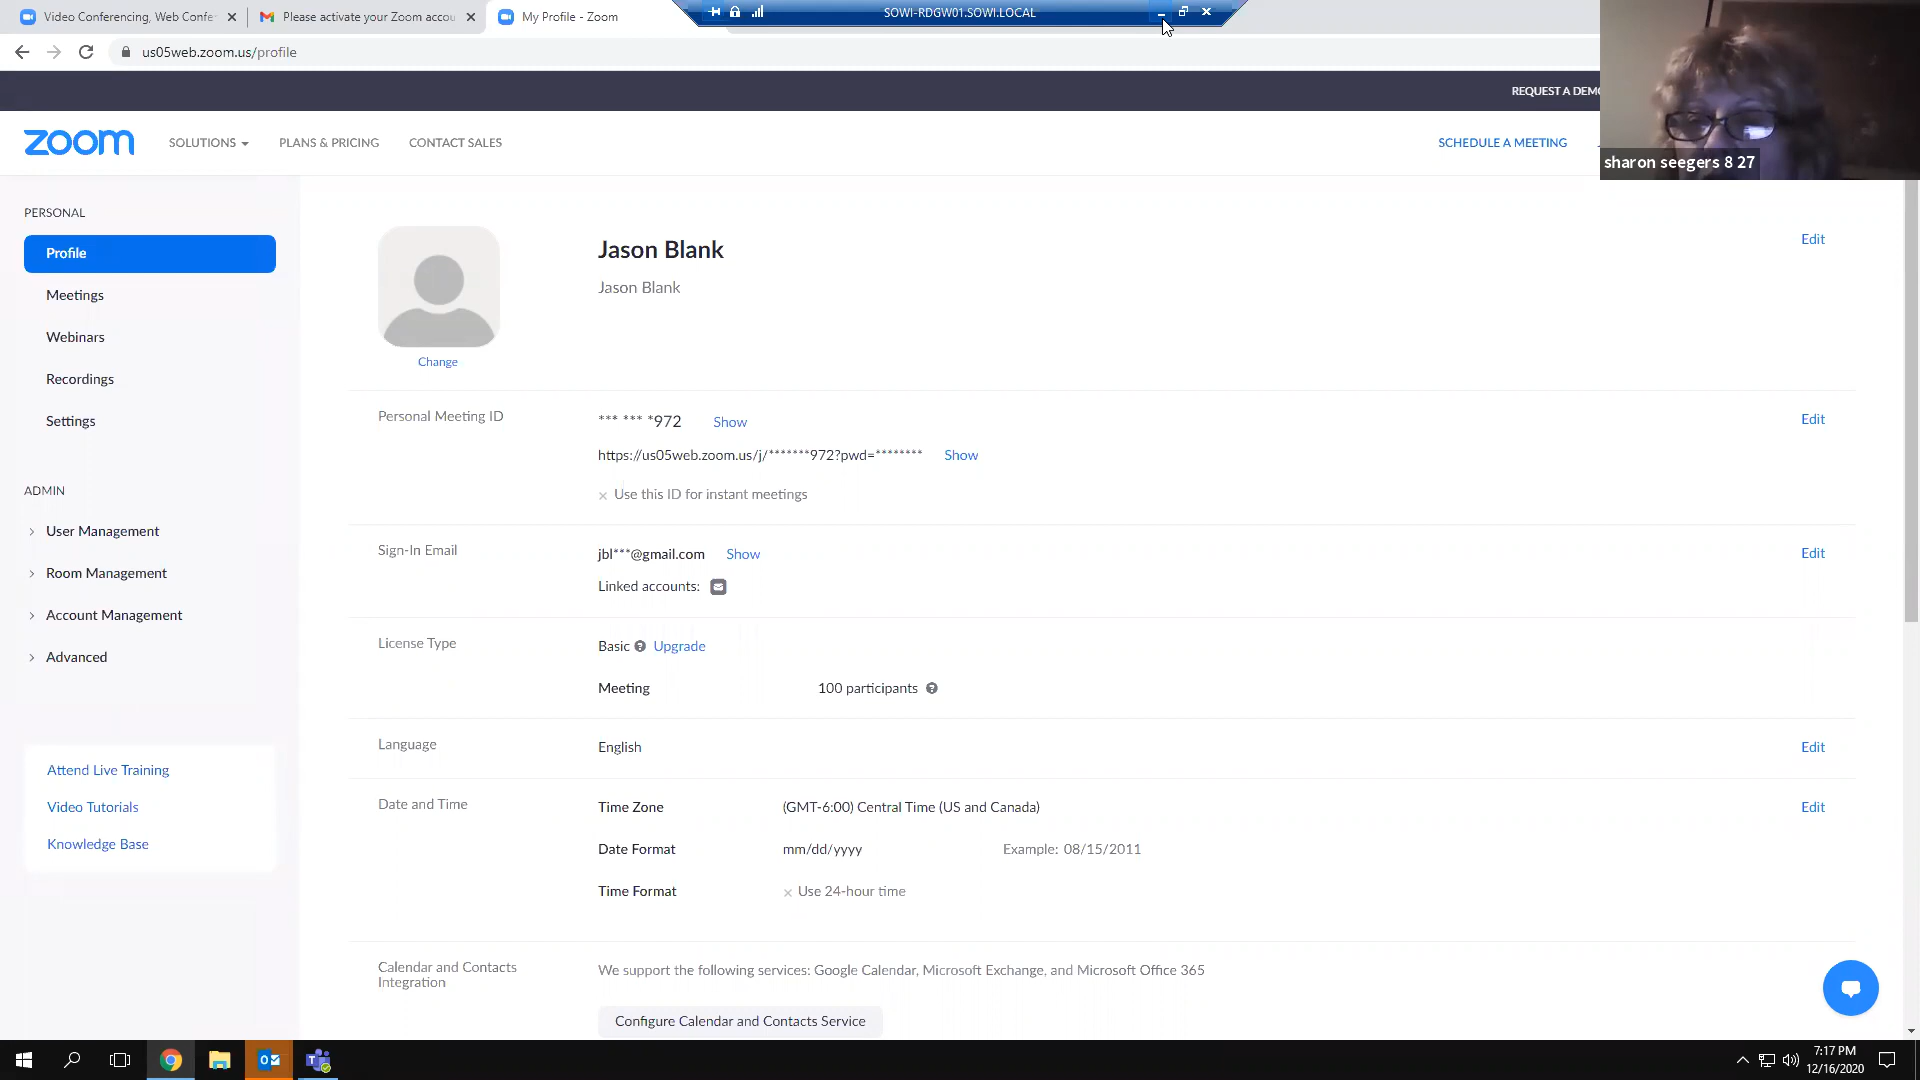 Video Conferencing, Web Confe
Please activate your Zoom accou
My Profile - Zoom
SOWI-RDGW01.SOWI.LOCAL
us05web.zoom.us/profile
REQUEST A DEMO
zoom
SOLUTIONS
PLANS & PRICING
CONTACT SALES
SCHEDULE A MEETING
sharon seegers 8 27
PERSONAL
Profile
Meetings
Webinars
Recordings
Settings
ADMIN
User Management
Room Management
Account Management
Advanced
Attend Live Training
Video Tutorials
Knowledge Base
Jason Blank
Edit
Jason Blank
Change
Personal Meeting ID
*** *** *972 Show
Edit
https://us05web.zoom.us/j/*******972?pwd=******** Show
Use this ID for instant meetings
Sign-In Email
jbl***@gmail.com Show
Edit
Linked accounts:
License Type
Basic Upgrade
Meeting 100 participants
Language
English
Edit
Date and Time
Time Zone (GMT-6:00) Central Time (US and Canada)
Edit
Date Format mm/dd/yyyy Example: 08/15/2011
Time Format Use 24-hour time
Calendar and Contacts
Integration
We support the following services: Google Calendar, Microsoft Exchange, and Microsoft Office 365
Configure Calendar and Contacts Service
7:17 PM
12/16/2020